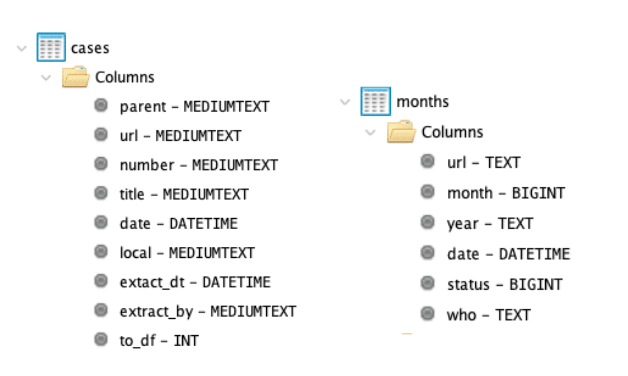 cases
Columns
parent – MEDIUMTEXT
url – MEDIUMTEXT
number – MEDIUMTEXT
title – MEDIUMTEXT
date – DATETIME
local – MEDIUMTEXT
extact_dt – DATETIME
extract_by – MEDIUMTEXT
to_df – INT
months
Columns
url – TEXT
month – BIGINT
year – TEXT
date – DATETIME
status – BIGINT
who – TEXT